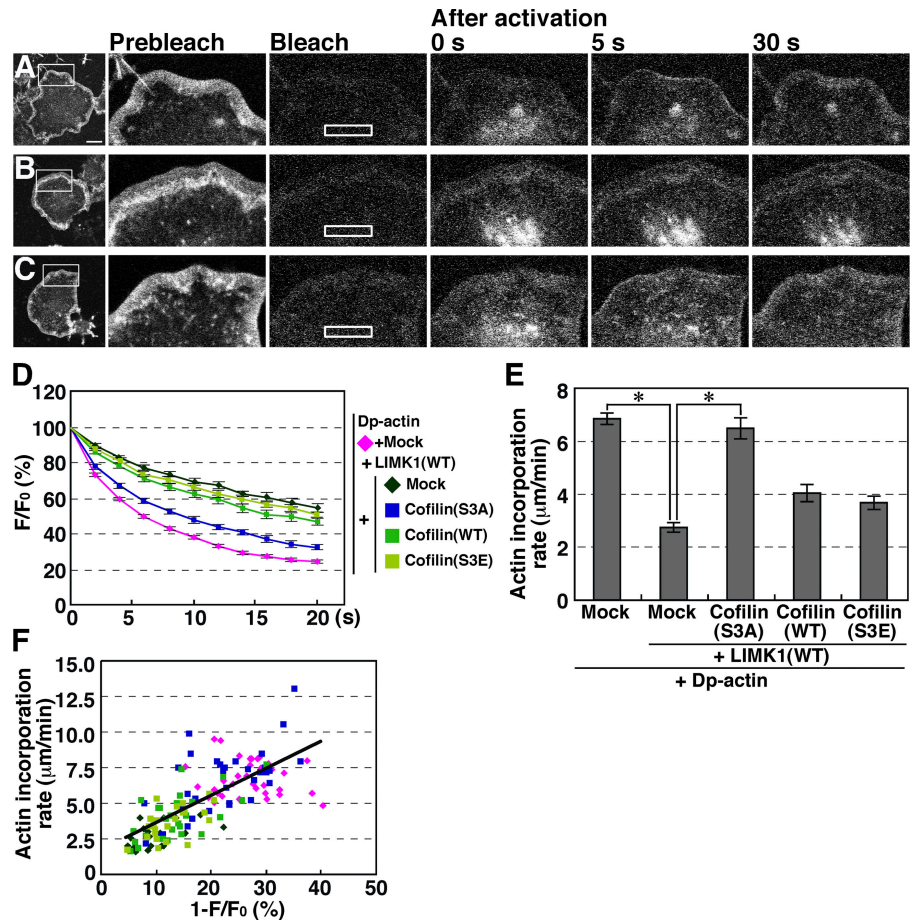 After activation
Prebleach Bleach 0 s 5 s 30 s
A
B
C
D
120
100
80
60
40
20
0
F/F0 (%)
0 5 10 15 20 (s)
Dp-actin
+Mock
+ LIMK1(WT)
+
Mock
Cofilin(S3A)
Cofilin(WT)
Cofilin(S3E)
E
8
6
4
2
0
Actin incorporation
rate (μm/min)
* *
Mock Mock Cofilin (S3A) Cofilin (WT) Cofilin (S3E)
+ LIMK1(WT)
+ Dp-actin
F
15.0
12.5
10.0
7.5
5.0
2.5
0
Actin incorporation
rate (μm/min)
0 10 20 30 40 50
1-F/F0 (%)